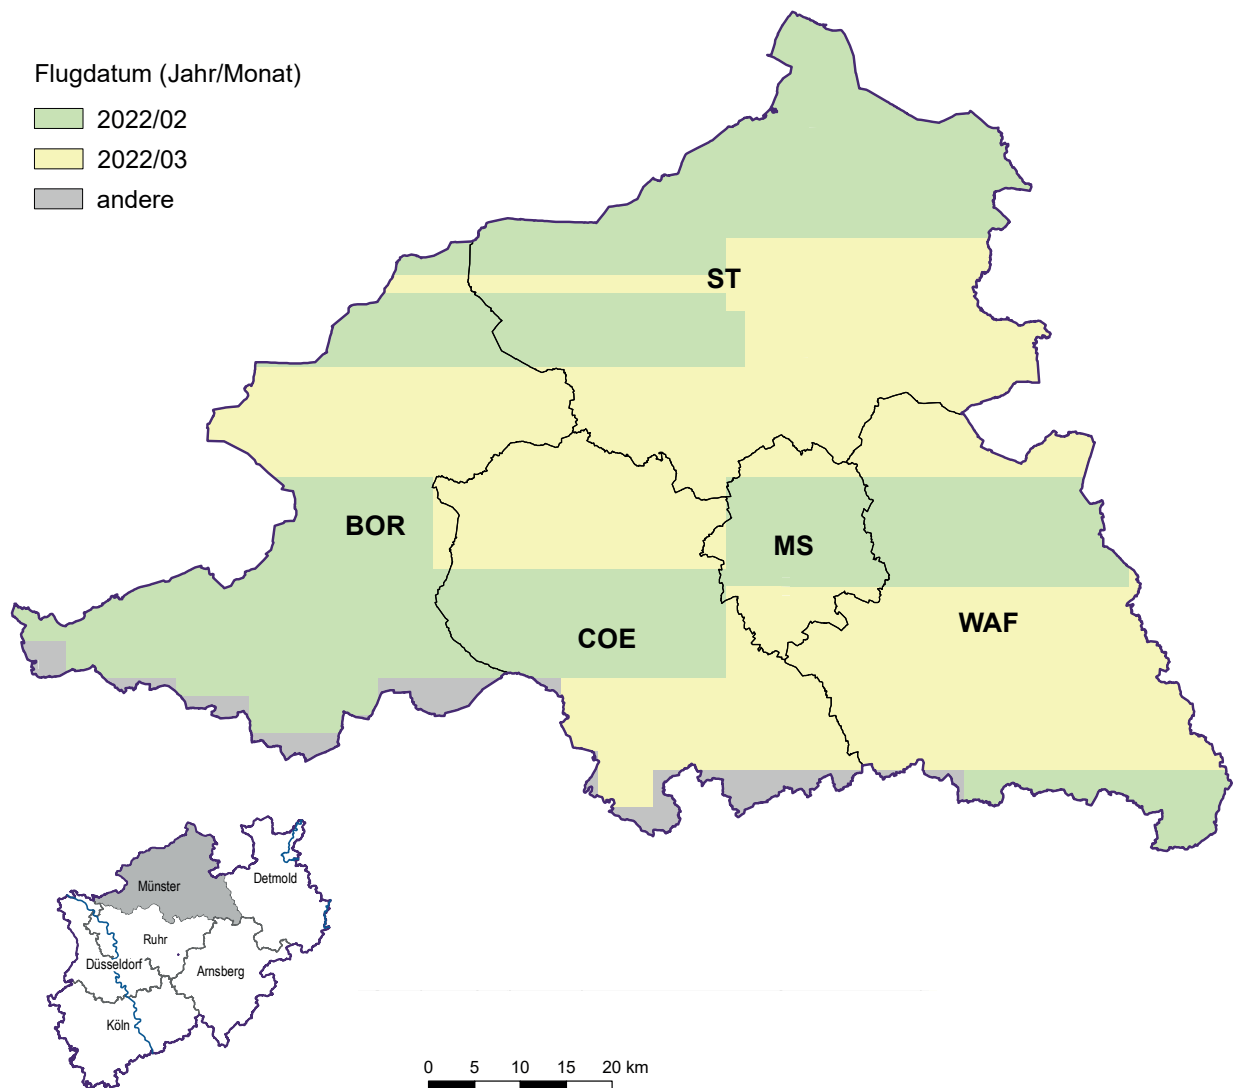 Flugdatum (Jahr/Monat)
2022/02
2022/03
andere
ST
BOR
MS
COE
WAF
Münster
Detmold
Ruhr
Düsseldorf
Arnsberg
Köln
0 5 10 15 20 km